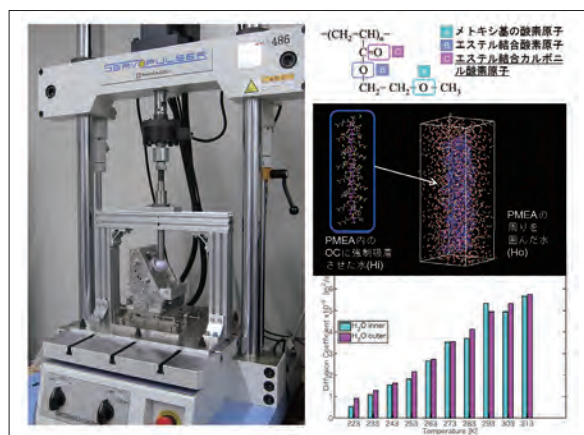 486
SERVOPULSER
–(CH₂–CH₂)ₙ–
C=O C
O B A
CH₂–CH₂–O–CH₃
A メトキシ基の酸素原子
B エステル結合酸素原子
C エステル結合カルボニ
ル酸素原子
PMEA内の
OCに強制吸着
させた水(Hi)
PMEAの
周りを
囲んだ水
(Ho)
Diffusion Coefficient x10⁻⁹ [m²/s]
H₂O inner
H₂O outer
223 233 243 253 263 273 283 293 303 313
Temperature [K]